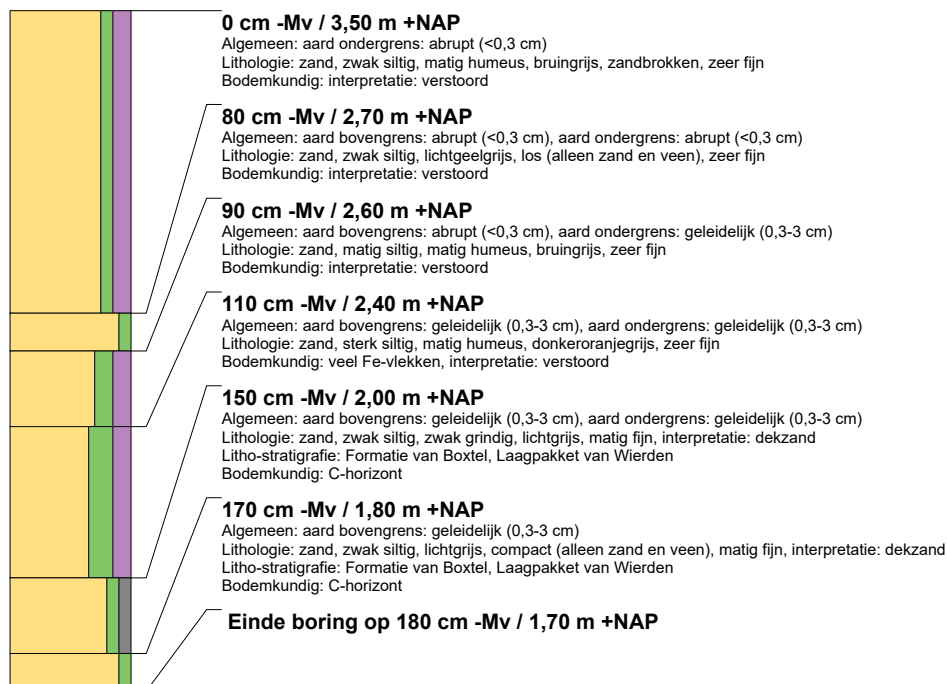 0 cm -Mv / 3,50 m +NAP
Algemeen: aard ondergrens: abrupt (<0,3 cm)
Lithologie: zand, zwak siltig, matig humeus, bruingrijs, zandbrokken, zeer fijn
Bodemkundig: interpretatie: verstoord
80 cm -Mv / 2,70 m +NAP
Algemeen: aard bovengrens: abrupt (<0,3 cm), aard ondergrens: abrupt (<0,3 cm)
Lithologie: zand, zwak siltig, lichtgeelgrijs, los (alleen zand en veen), zeer fijn
Bodemkundig: interpretatie: verstoord
90 cm -Mv / 2,60 m +NAP
Algemeen: aard bovengrens: abrupt (<0,3 cm), aard ondergrens: geleidelijk (0,3-3 cm)
Lithologie: zand, matig siltig, matig humeus, bruingrijs, zeer fijn
Bodemkundig: interpretatie: verstoord
110 cm -Mv / 2,40 m +NAP
Algemeen: aard bovengrens: geleidelijk (0,3-3 cm), aard ondergrens: geleidelijk (0,3-3 cm)
Lithologie: zand, sterk siltig, matig humeus, donkeroranjegrijs, zeer fijn
Bodemkundig: veel Fe-vlekken, interpretatie: verstoord
150 cm -Mv / 2,00 m +NAP
Algemeen: aard bovengrens: geleidelijk (0,3-3 cm), aard ondergrens: geleidelijk (0,3-3 cm)
Lithologie: zand, zwak siltig, zwak grindig, lichtgrijs, matig fijn, interpretatie: dekzand
Litho-stratigrafie: Formatie van Boxtel, Laagpakket van Wierden
Bodemkundig: C-horizont
170 cm -Mv / 1,80 m +NAP
Algemeen: aard bovengrens: geleidelijk (0,3-3 cm)
Lithologie: zand, zwak siltig, lichtgrijs, compact (alleen zand en veen), matig fijn, interpretatie: dekzand
Litho-stratigrafie: Formatie van Boxtel, Laagpakket van Wierden
Bodemkundig: C-horizont
Einde boring op 180 cm -Mv / 1,70 m +NAP